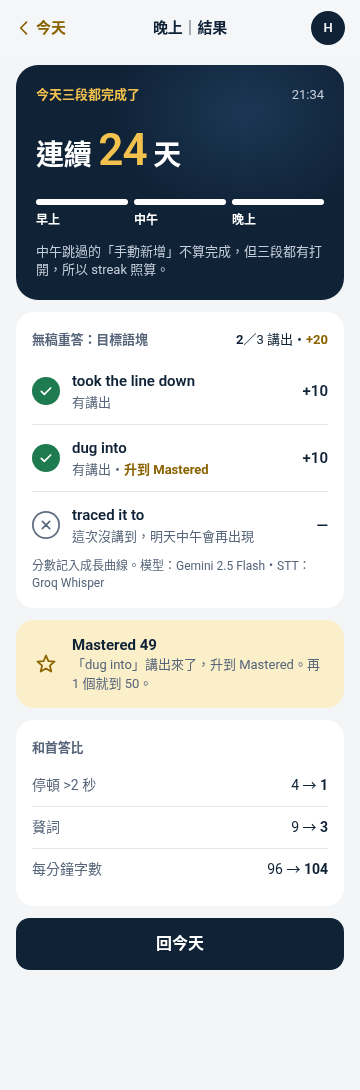 今天
晚上｜結果
H
今天三段都完成了
21:34
連續 24 天
早上
中午
晚上
中午跳過的「手動新增」不算完成，但三段都有打
開，所以 streak 照算。
無稿重答：目標語塊
2／3 講出・+20
took the line down
有講出
+10
dug into
有講出・升到 Mastered
+10
traced it to
這次沒講到，明天中午會再出現
–
分數記入成長曲線。模型：Gemini 2.5 Flash・STT：
Groq Whisper
Mastered 49
「dug into」講出來了，升到 Mastered。再
1 個就到 50。
和首答比
停頓 >2 秒
4 → 1
贅詞
9 → 3
每分鐘字數
96 → 104
回今天